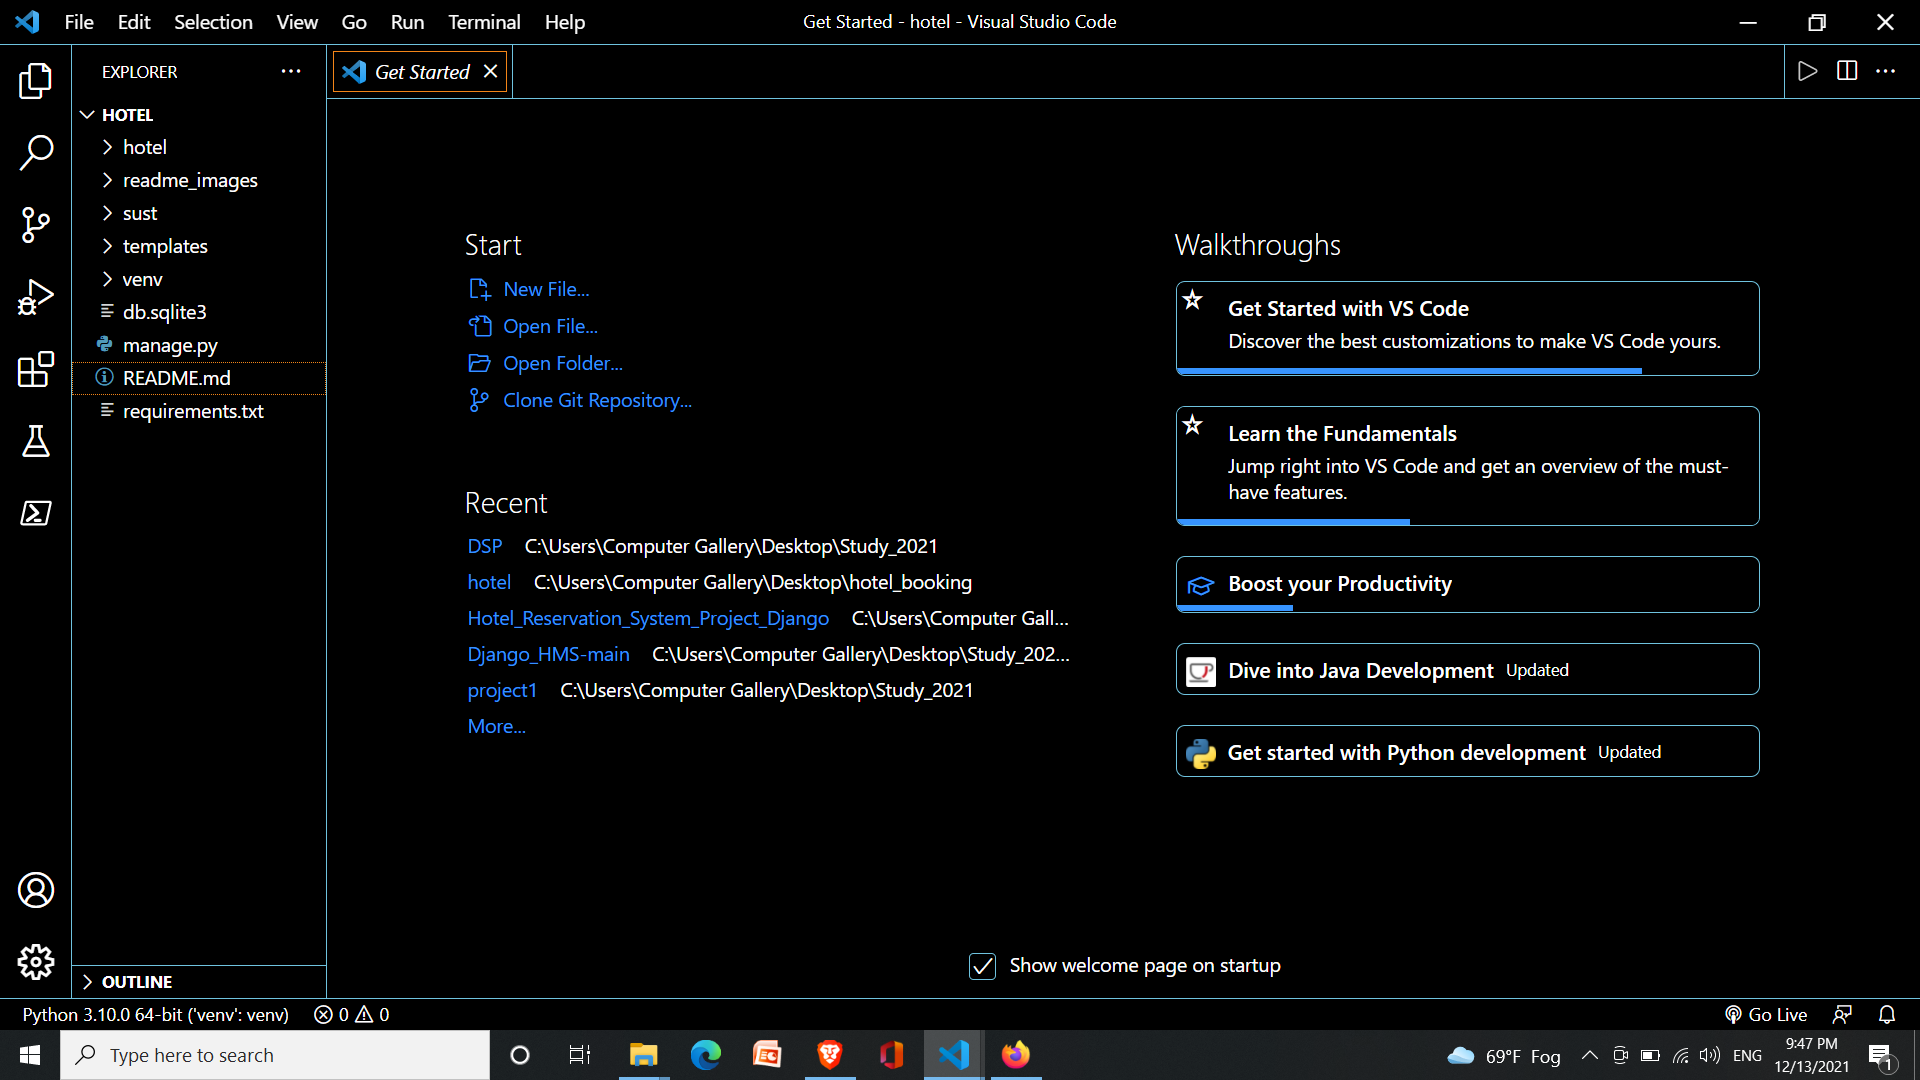 File Edit Selection View Go Run Terminal Help
Get Started - hotel - Visual Studio Code
EXPLORER
Get Started
HOTEL
hotel
readme_images
sust
templates
venv
db.sqlite3
manage.py
README.md
requirements.txt
OUTLINE
Start
New File...
Open File...
Open Folder...
Clone Git Repository...
Recent
DSP C:\Users\Computer Gallery\Desktop\Study_2021
hotel C:\Users\Computer Gallery\Desktop\hotel_booking
Hotel_Reservation_System_Project_Django C:\Users\Computer Gall...
Django_HMS-main C:\Users\Computer Gallery\Desktop\Study_202...
project1 C:\Users\Computer Gallery\Desktop\Study_2021
More...
Walkthroughs
Get Started with VS Code
Discover the best customizations to make VS Code yours.
Learn the Fundamentals
Jump right into VS Code and get an overview of the must-
have features.
Boost your Productivity
Dive into Java Development Updated
Get started with Python development Updated
Show welcome page on startup
Python 3.10.0 64-bit ('venv': venv) 0 0
Go Live
Type here to search
69°F Fog
ENG
9:47 PM
12/13/2021
1